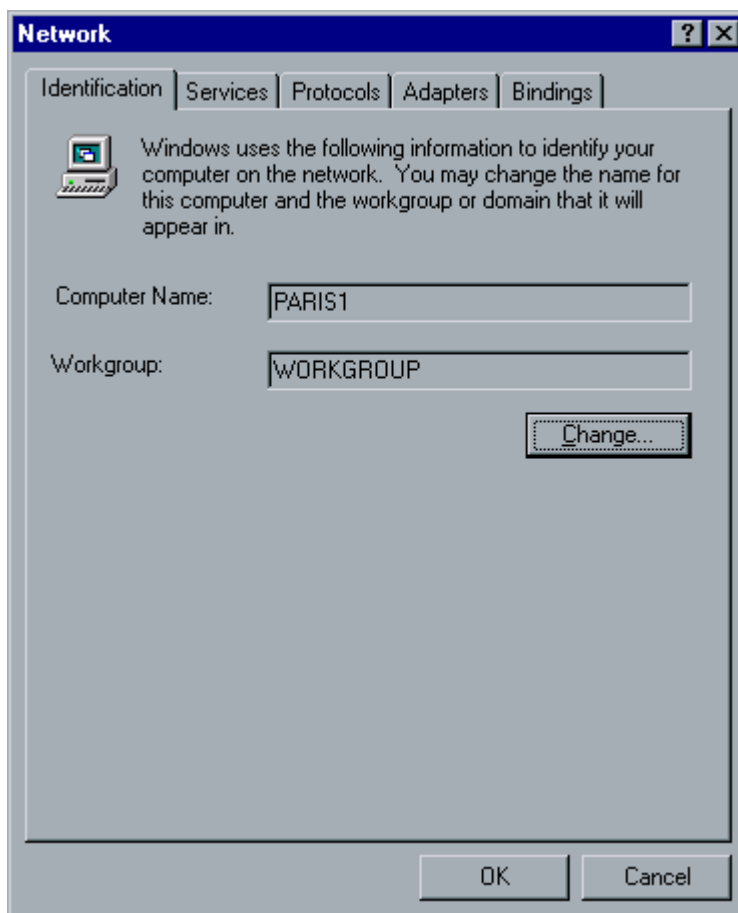 Network
Identification Services Protocols Adapters Bindings
Windows uses the following information to identify your
computer on the network.  You may change the name for
this computer and the workgroup or domain that it will
appear in.
Computer Name: PARIS1
Workgroup: WORKGROUP
Change...
OK Cancel